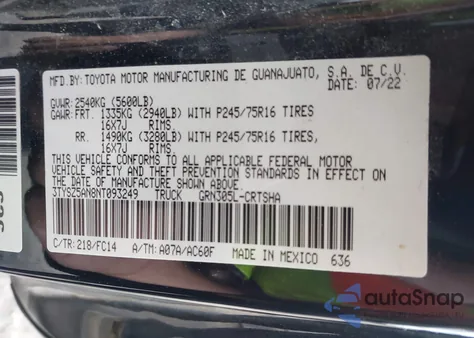 MFD.BY: TOYOTA MOTOR MANUFACTURING DE GUANAJUATO, S.A. DE C.V.
DATE: 07/22
GVWR: 2540KG (5600LB)
GAWR: FRT. 1335KG (2940LB) WITH P245/75R16 TIRES
16X7J RIMS
RR. 1490KG (3280LB) WITH P245/75R16 TIRES,
16X7J RIMS,
THIS VEHICLE CONFORMS TO ALL APPLICABLE FEDERAL MOTOR
VEHICLE SAFETY AND THEFT PREVENTION STANDARDS IN EFFECT ON
THE DATE OF MANUFACTURE SHOWN ABOVE.
3TYSZ5AN8NT093249 TRUCK GRN305L-CRTSHA
C/TR: 218/FC14 A/TM: A07A/AC60F MADE IN MEXICO 636
autoSnap